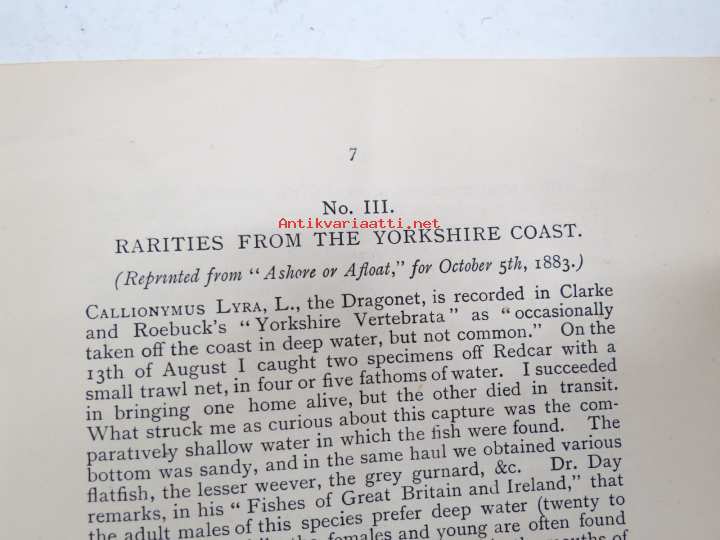 7
No. III.
Antikvariaatti.net
RARITIES FROM THE YORKSHIRE COAST.
(Reprinted from "Ashore or Afloat," for October 5th, 1883.)
CALLIONYMUS LYRA, L., the Dragonet, is recorded in Clarke
and Roebuck's "Yorkshire Vertebrata" as "occasionally
taken off the coast in deep water, but not common." On the
13th of August I caught two specimens off Redcar with a
small trawl net, in four or five fathoms of water. I succeeded
in bringing one home alive, but the other died in transit.
What struck me as curious about this capture was the com-
paratively shallow water in which the fish were found. The
bottom was sandy, and in the same haul we obtained various
flatfish, the lesser weever, the grey gurnard, &c. Dr. Day
remarks, in his "Fishes of Great Britain and Ireland," that
the adult males of this species prefer deep water (twenty to
the females and young are often found
months of